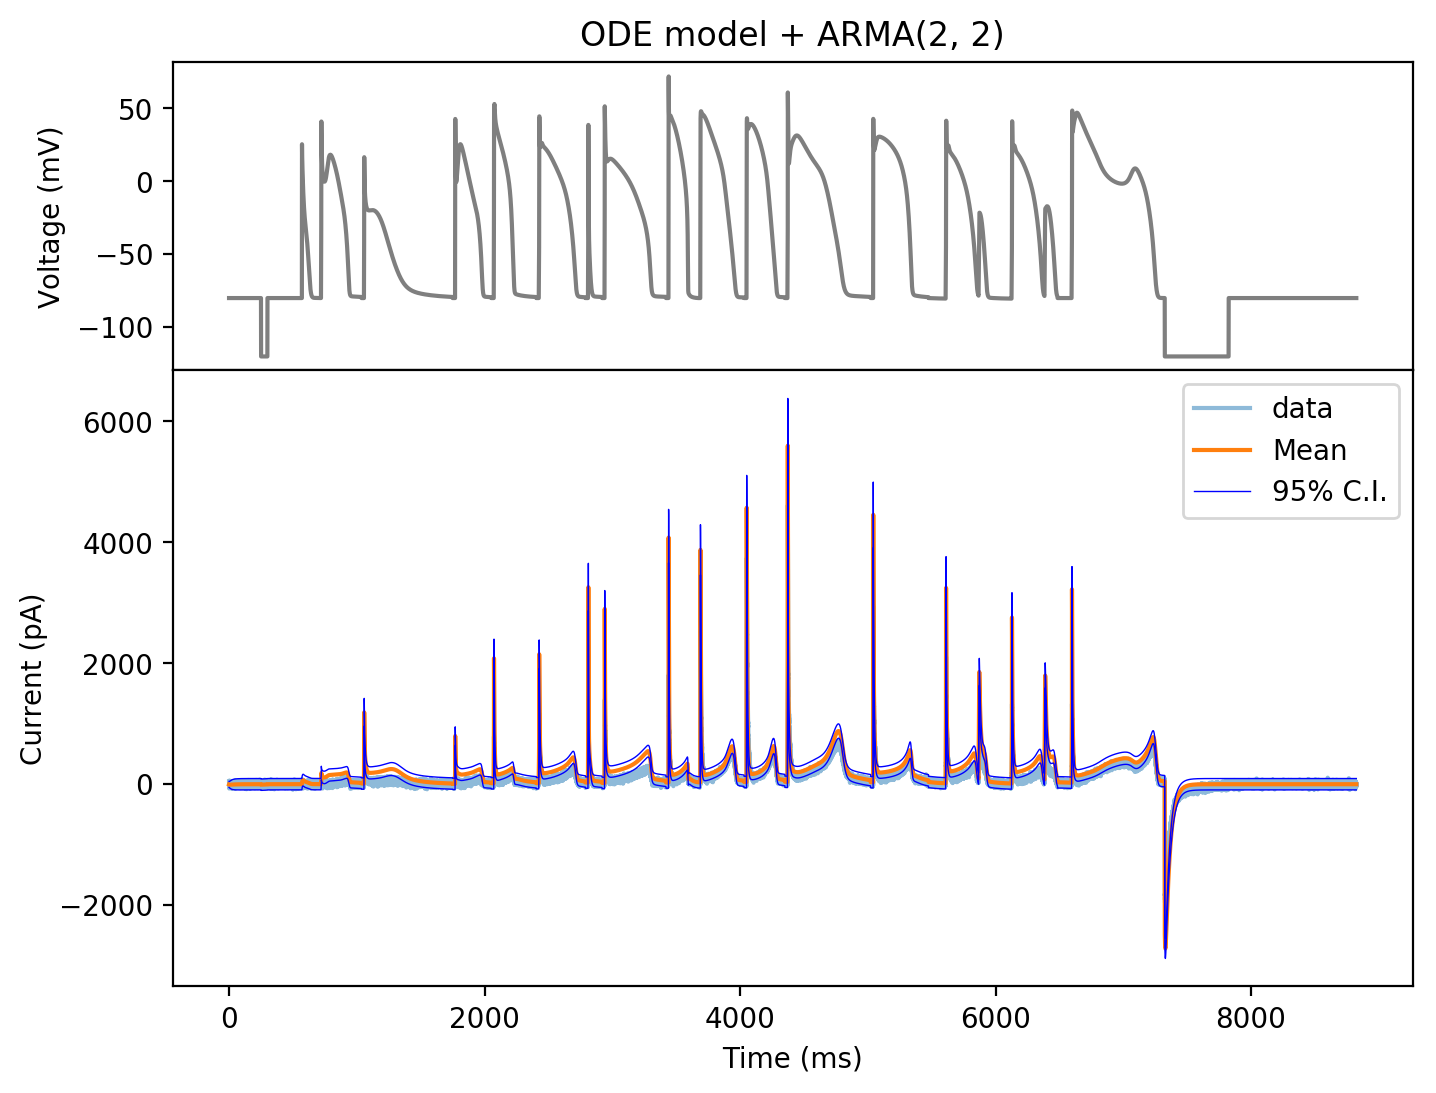 ODE model + ARMA(2, 2)
50
0
−50
−100
Voltage (mV)
6000
4000
2000
0
−2000
Current (pA)
data
Mean
95% C.I.
0 2000 4000 6000 8000
Time (ms)